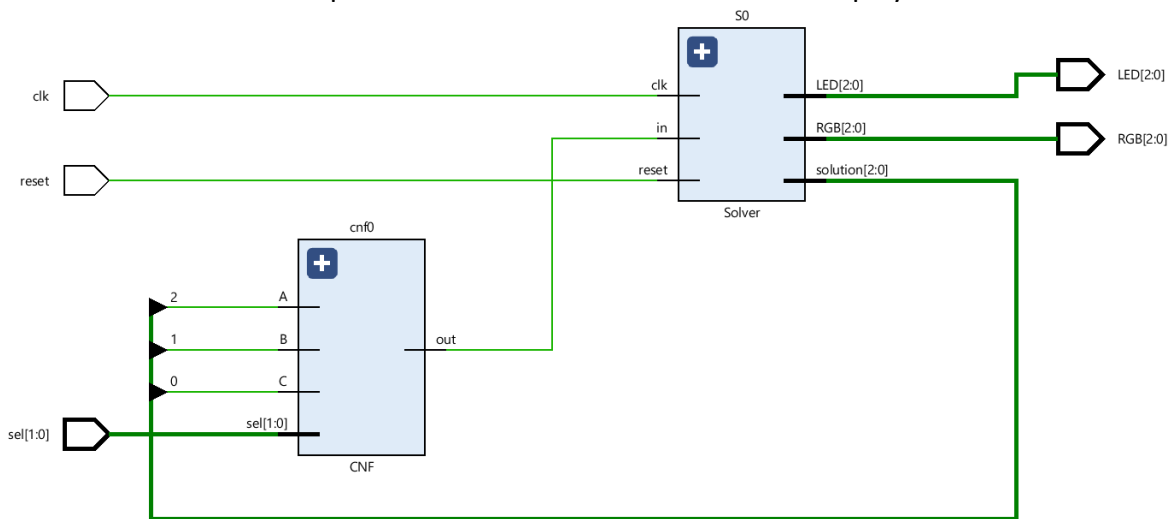 S0
clk
clk
LED[2:0]
LED[2:0]
in
RGB[2:0]
RGB[2:0]
reset
reset
solution[2:0]
Solver
cnf0
2
A
1
B
out
0
C
sel[1:0]
sel[1:0]
CNF